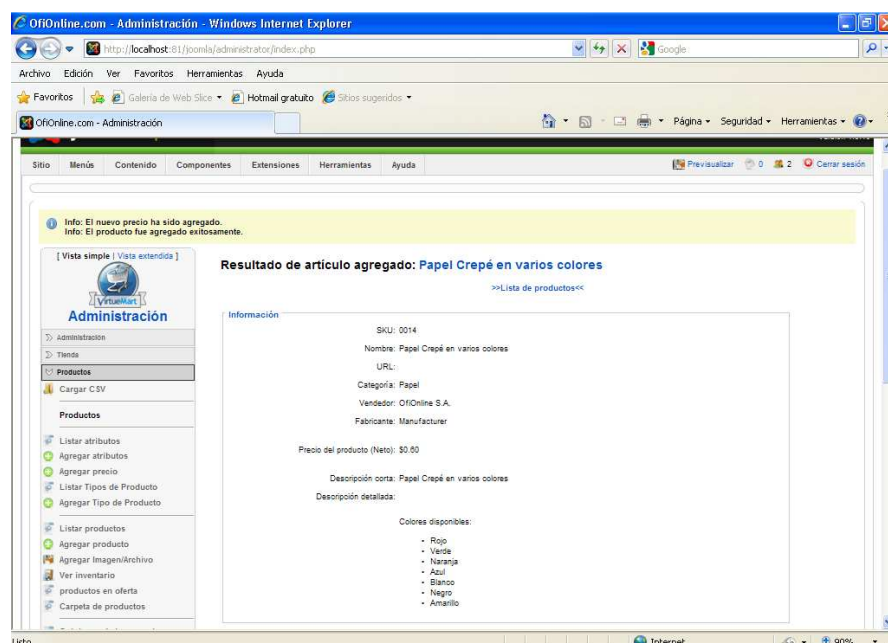 OfiOnline.com - Administración - Windows Internet Explorer
http://localhost:81/joomla/administrator/index.php
Google
Archivo Edición Ver Favoritos Herramientas Ayuda
Favoritos Galería de Web Slice Hotmail gratuito Sitios sugeridos
OfiOnline.com - Administración
Página Seguridad Herramientas
Sitio Menús Contenido Componentes Extensiones Herramientas Ayuda
Previsualizar 0 2 Cerrar sesión
Info: El nuevo precio ha sido agregado.
Info: El producto fue agregado exitosamente.
[ Vista simple | Vista extendida ]
VirtueMart
Administración
Administración
Tienda
Productos
Cargar CSV
Productos
Listar atributos
Agregar atributos
Agregar precio
Listar Tipos de Producto
Agregar Tipo de Producto
Listar productos
Agregar producto
Agregar Imagen/Archivo
Ver inventario
productos en oferta
Carpeta de productos
Resultado de artículo agregado: Papel Crepé en varios colores
>>Lista de productos<<
Información
SKU: 0014
Nombre: Papel Crepé en varios colores
URL:
Categoría: Papel
Vendedor: OfiOnline S.A.
Fabricante: Manufacturer
Precio del producto (Neto): $0.60
Descripción corta: Papel Crepé en varios colores
Descripción detallada:
Colores disponibles:
• Rojo
• Verde
• Naranja
• Azul
• Blanco
• Negro
• Amarillo
Listo
Internet
90%